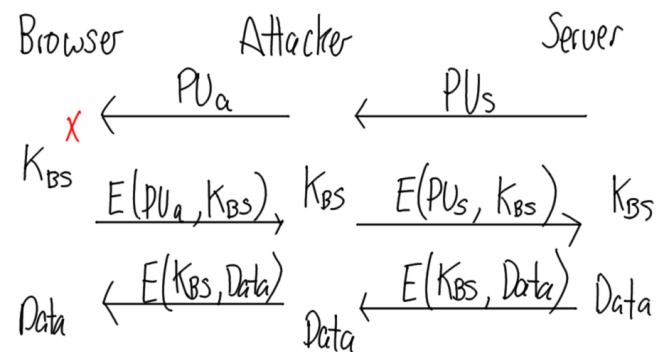 Browser Attacker Server
PUa PUs
X
KBS E(PUa, KBS) KBS E(PUs, KBS) KBS
E(KBS, Data) E(KBS, Data)
Data Data Data